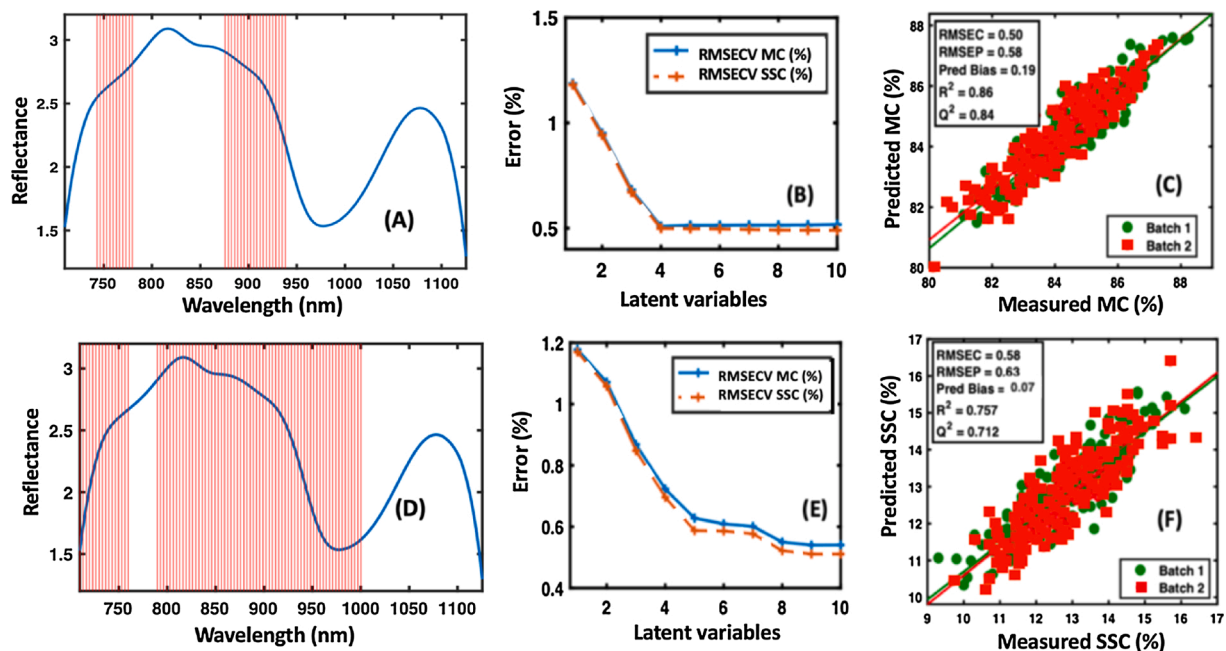 3
2.5
2
1.5
Reflectance
750 800 850 900 950 1000 1050 1100
Wavelength (nm)
(A)
1.5
1
0.5
Error (%)
RMSECV MC (%)
RMSECV SSC (%)
(B)
2 4 6 8 10
Latent variables
88
86
84
82
80
Predicted MC (%)
RMSEC = 0.50
RMSEP = 0.58
Pred Bias = 0.19
R² = 0.86
Q² = 0.84
(C)
Batch 1
Batch 2
80 82 84 86 88
Measured MC (%)
3
2.5
2
1.5
Reflectance
(D)
750 800 850 900 950 1000 1050 1100
Wavelength (nm)
1.2
1
0.8
0.6
0.4
Error (%)
RMSECV MC (%)
RMSECV SSC (%)
(E)
2 4 6 8 10
Latent variables
17
16
15
14
13
12
11
10
Predicted SSC (%)
RMSEC = 0.58
RMSEP = 0.63
Pred Bias = 0.07
R² = 0.757
Q² = 0.712
(F)
Batch 1
Batch 2
9 10 11 12 13 14 15 16 17
Measured SSC (%)